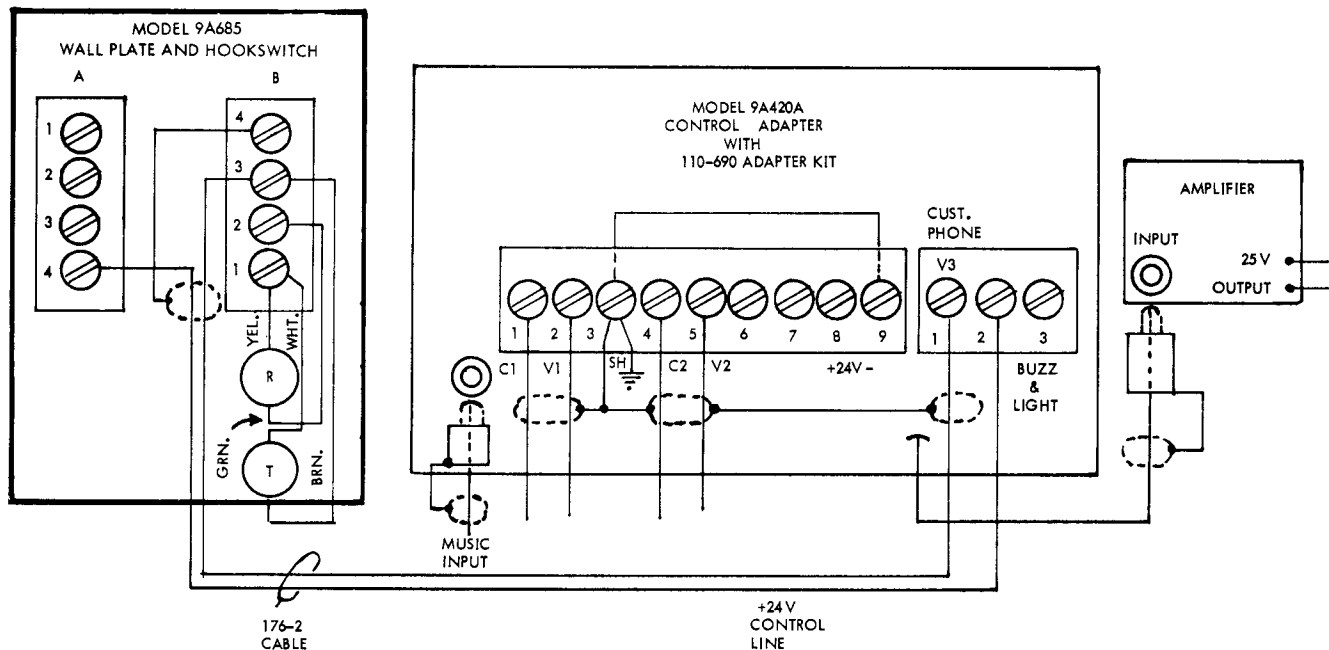 MODEL 9A685
WALL PLATE AND HOOKSWITCH
A
B
1
2
3
4
4
3
2
1
YEL.
WHT.
R
GRN.
T
BRN.
176-2
CABLE
MODEL 9A420A
CONTROL ADAPTER
WITH
110-690 ADAPTER KIT
CUST.
PHONE
V3
1 2 3 4 5 6 7 8 9
1 2 3
C1 V1 SH C2 V2 +24V-
BUZZ
&
LIGHT
MUSIC
INPUT
+24V
CONTROL
LINE
AMPLIFIER
INPUT
25V
OUTPUT